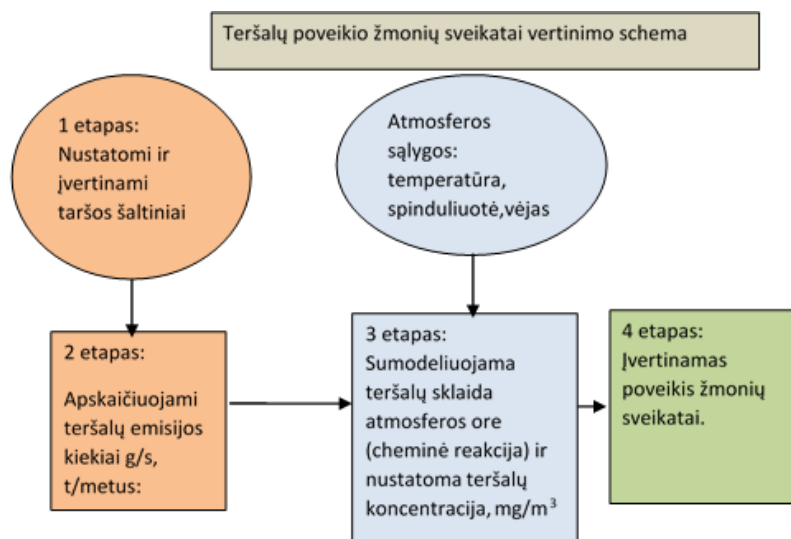 Teršalų poveikio žmonių sveikatai vertinimo schema
1 etapas:
Nustatomi ir
įvertinami
taršos šaltiniai
Atmosferos
sąlygos:
temperatūra,
spinduliuotė,vėjas
2 etapas:
Apskaičiuojami
teršalų emisijos
kiekiai g/s,
t/metus:
3 etapas:
Sumodeliuojama
teršalų sklaida
atmosferos ore
(cheminė reakcija) ir
nustatoma teršalų
koncentracija, mg/m³
4 etapas:
Įvertinamas
poveikis žmonių
sveikatai.